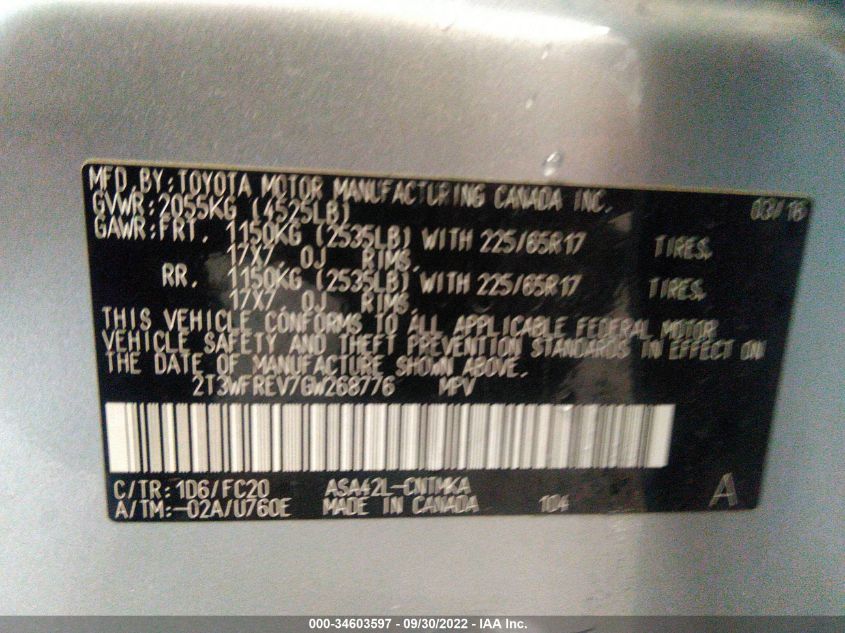 MFD. BY: TOYOTA MOTOR MANUFACTURING CANADA INC. 03/16
GVWR: 2055KG (4525LB)
GAWR: FRT. 1150KG (2535LB) WITH 225/65R17 TIRES,
17X7 0J RIMS,
RR. 1150KG (2535LB) WITH 225/65R17 TIRES,
17X7 0J RIMS,
THIS VEHICLE CONFORMS TO ALL APPLICABLE FEDERAL MOTOR
VEHICLE SAFETY AND THEFT PREVENTION STANDARDS IN EFFECT ON
THE DATE OF MANUFACTURE SHOWN ABOVE.
2T3WFREV7GW268776 MPV
C/TR: 1D6/FC20 ASA42L-CNTMKA
A/TM:-02A/U760E MADE IN CANADA 104 A
000-34603597 - 09/30/2022 - IAA Inc.